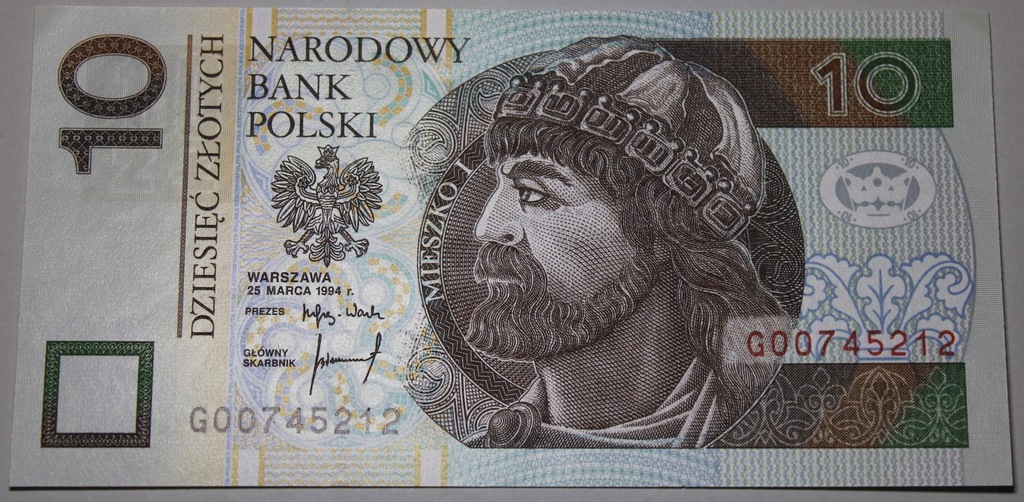 10
DZIESIĘĆ ZŁOTYCH
NARODOWY
BANK
POLSKI
WARSZAWA
25 MARCA 1994 r.
PREZES
GŁÓWNY
SKARBNIK
G00745212
MIESZKO I
10
G00745212